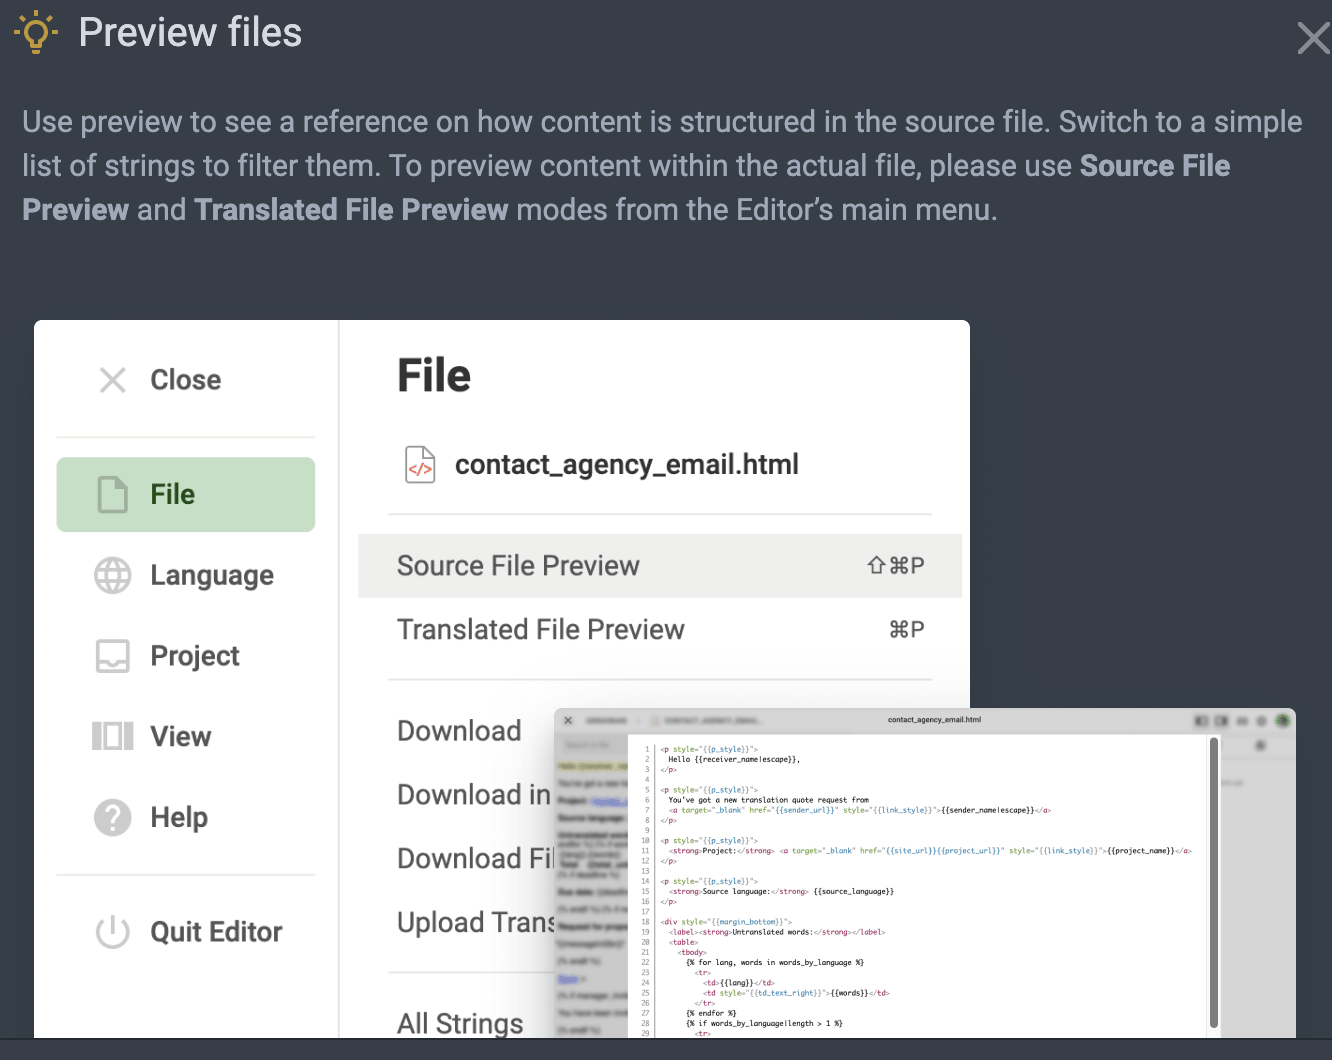 Preview files
Use preview to see a reference on how content is structured in the source file. Switch to a simple
list of strings to filter them. To preview content within the actual file, please use Source File
Preview and Translated File Preview modes from the Editor’s main menu.
Close
File
Language
Project
View
Help
Quit Editor
File
contact_agency_email.html
Source File Preview ⇧⌘P
Translated File Preview ⌘P
Download
Download in
Download Fil
Upload Trans
All Strings
contact_agency_email.html
1 <p style="{{p_style}}">
2 Hello {{receiver_name|escape}},
3 </p>
4
5 <p style="{{p_style}}">
6 You've got a new translation quote request from
7 <a target="_blank" href="{{sender_url}}" style="{{link_style}}">{{sender_name|escape}}</a>
8 </p>
9
10 <p style="{{p_style}}">
11 <strong>Project:</strong> <a target="_blank" href="{{site_url}}{{project_url}}" style="{{link_style}}">{{project_name}}</a>
12 </p>
13
14 <p style="{{p_style}}">
15 <strong>Source language:</strong> {{source_language}}
16 </p>
17
18 <div style="{{margin_bottom}}">
19 <label><strong>Untranslated words:</strong></label>
20 <table>
21 <tbody>
22 {% for lang, words in words_by_language %}
23 <tr>
24 <td>{{lang}}</td>
25 <td style="{{td_text_right}}">{{words}}</td>
26 </tr>
27 {% endfor %}
28 {% if words_by_language|length > 1 %}
29 <tr>